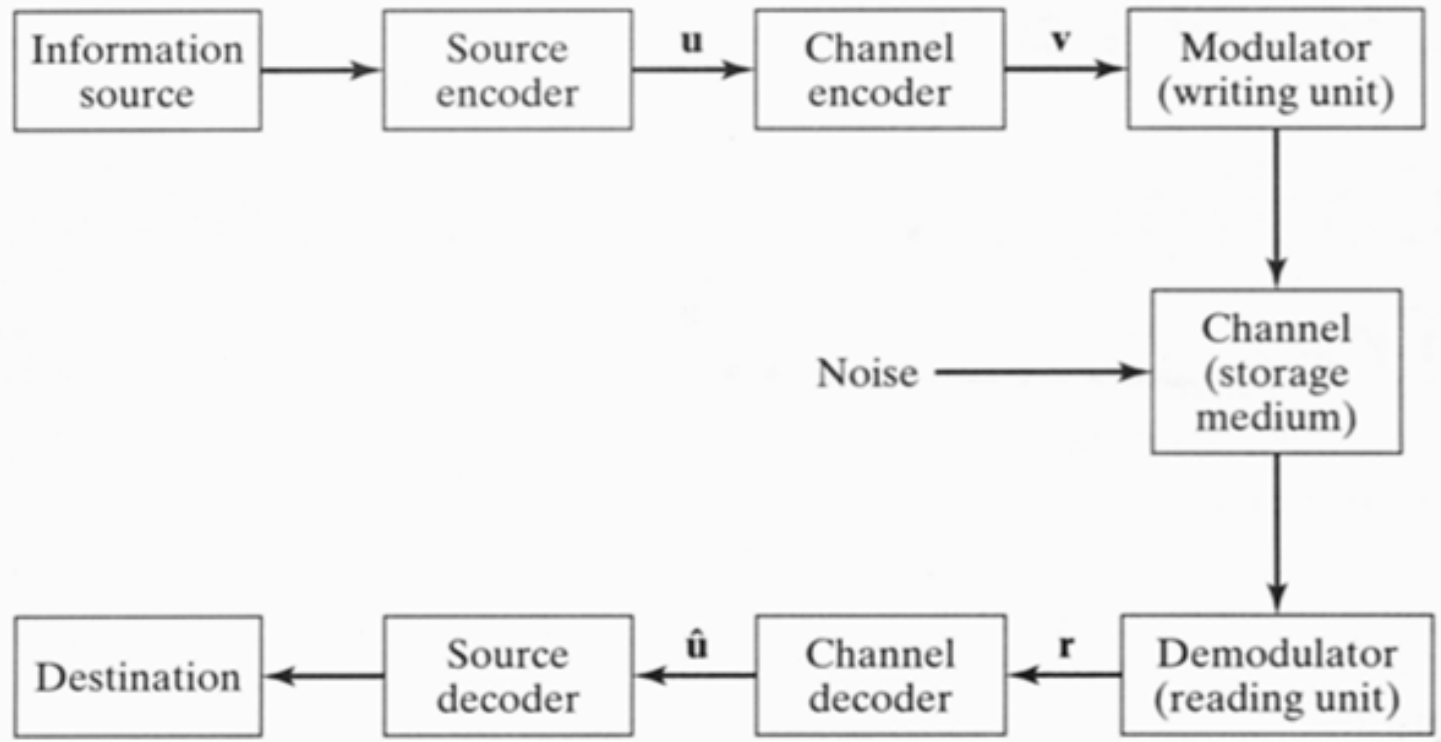 Information
source
Source
encoder
u
Channel
encoder
v
Modulator
(writing unit)
Noise
Channel
(storage
medium)
Demodulator
(reading unit)
r
Channel
decoder
û
Source
decoder
Destination